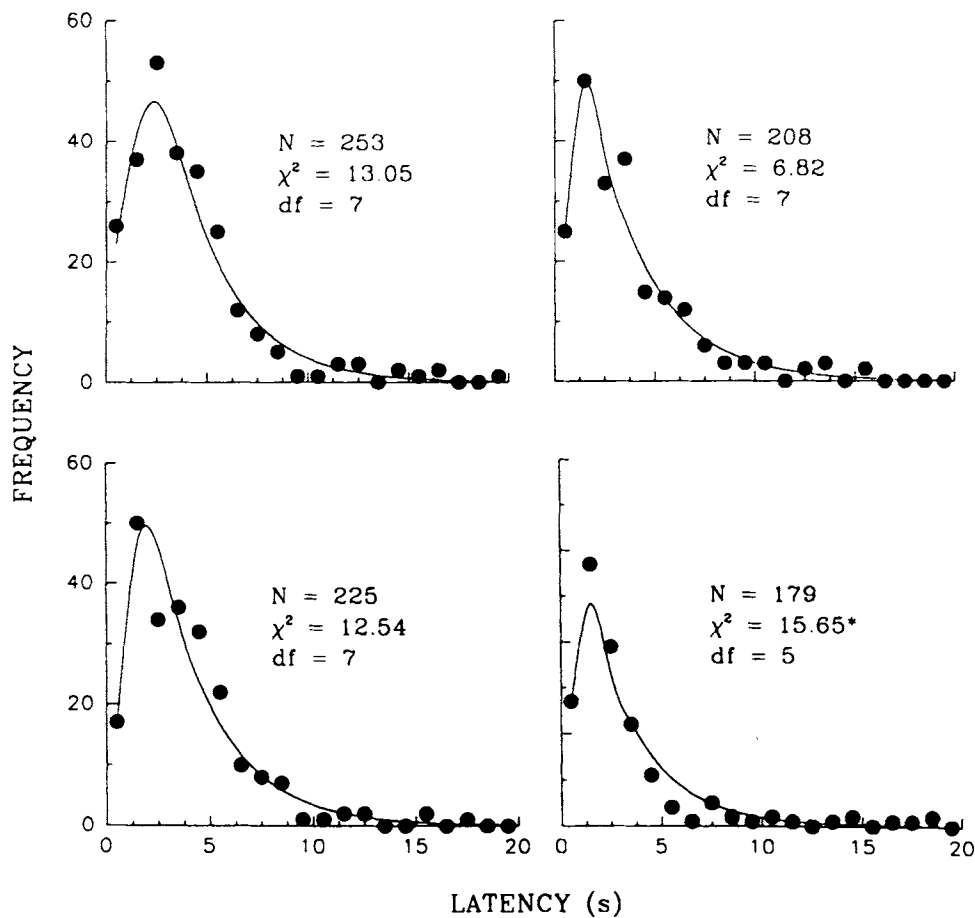 60
40
20
0
N = 253
χ² = 13.05
df = 7
N = 208
χ² = 6.82
df = 7
FREQUENCY
60
40
20
0
N = 225
χ² = 12.54
df = 7
N = 179
χ² = 15.65*
df = 5
0 5 10 15 20
0 5 10 15 20
LATENCY (s)